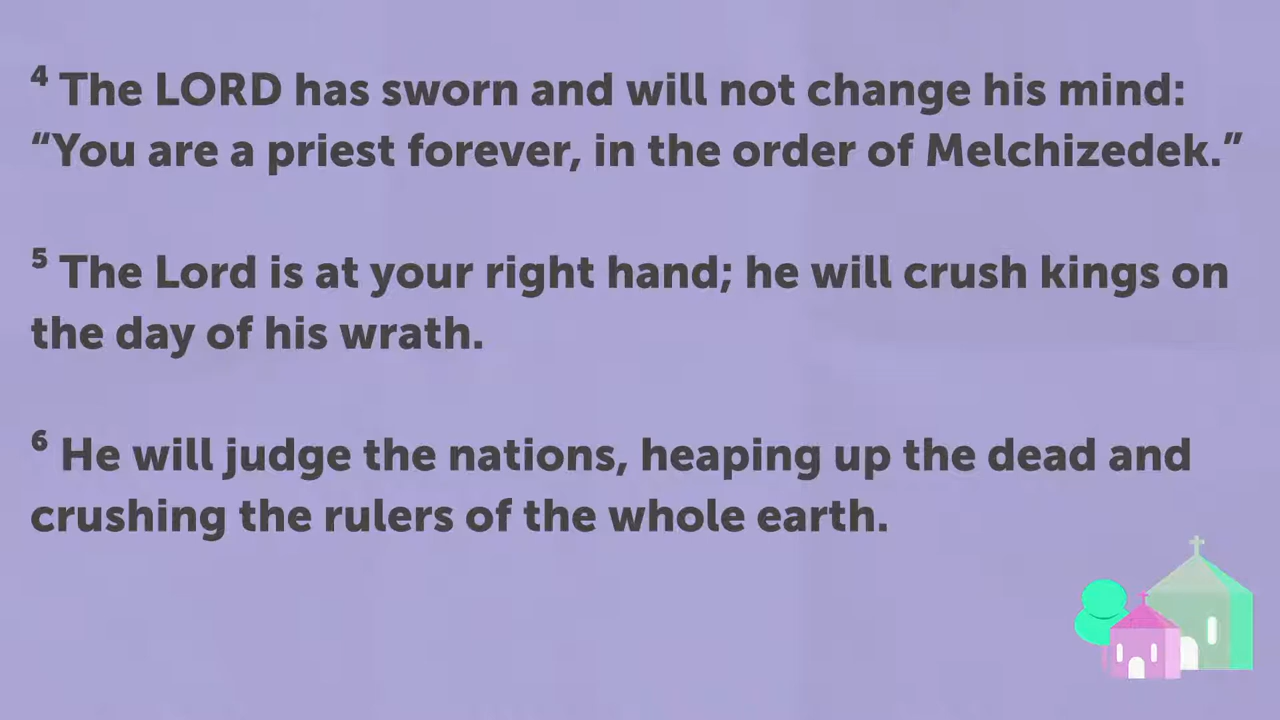 ⁴ The LORD has sworn and will not change his mind:
“You are a priest forever, in the order of Melchizedek.”
⁵ The Lord is at your right hand; he will crush kings on
the day of his wrath.
⁶ He will judge the nations, heaping up the dead and
crushing the rulers of the whole earth.